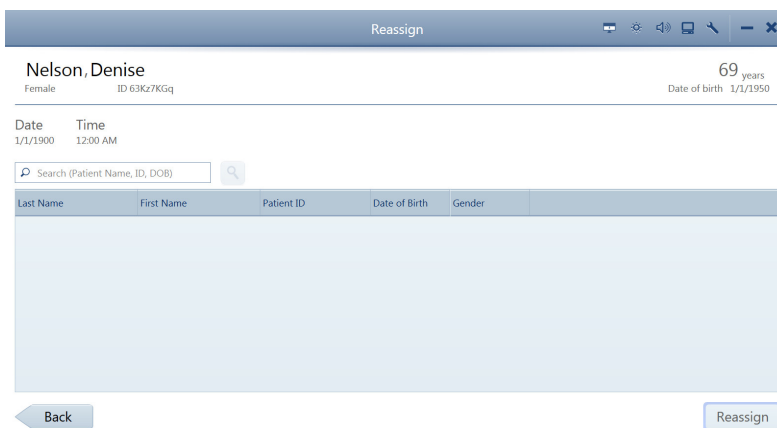 Reassign
Nelson, Denise
69 years
Female ID 63Kz7KGq
Date of birth 1/1/1950
Date Time
1/1/1900 12:00 AM
Search (Patient Name, ID, DOB)
Last Name First Name Patient ID Date of Birth Gender
Back
Reassign